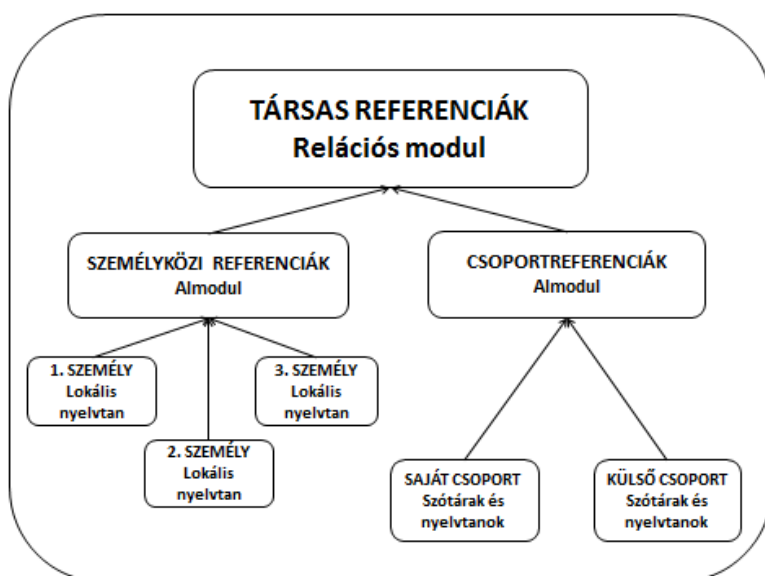 TÁRSAS REFERENCIÁK
Relációs modul
SZEMÉLYKÖZI REFERENCIÁK
Almodul
CSOPORTREFERENCIÁK
Almodul
1. SZEMÉLY
Lokális
nyelvtan
3. SZEMÉLY
Lokális
nyelvtan
2. SZEMÉLY
Lokális
nyelvtan
SAJÁT CSOPORT
Szótárak és
nyelvtanok
KÜLSŐ CSOPORT
Szótárak és
nyelvtanok